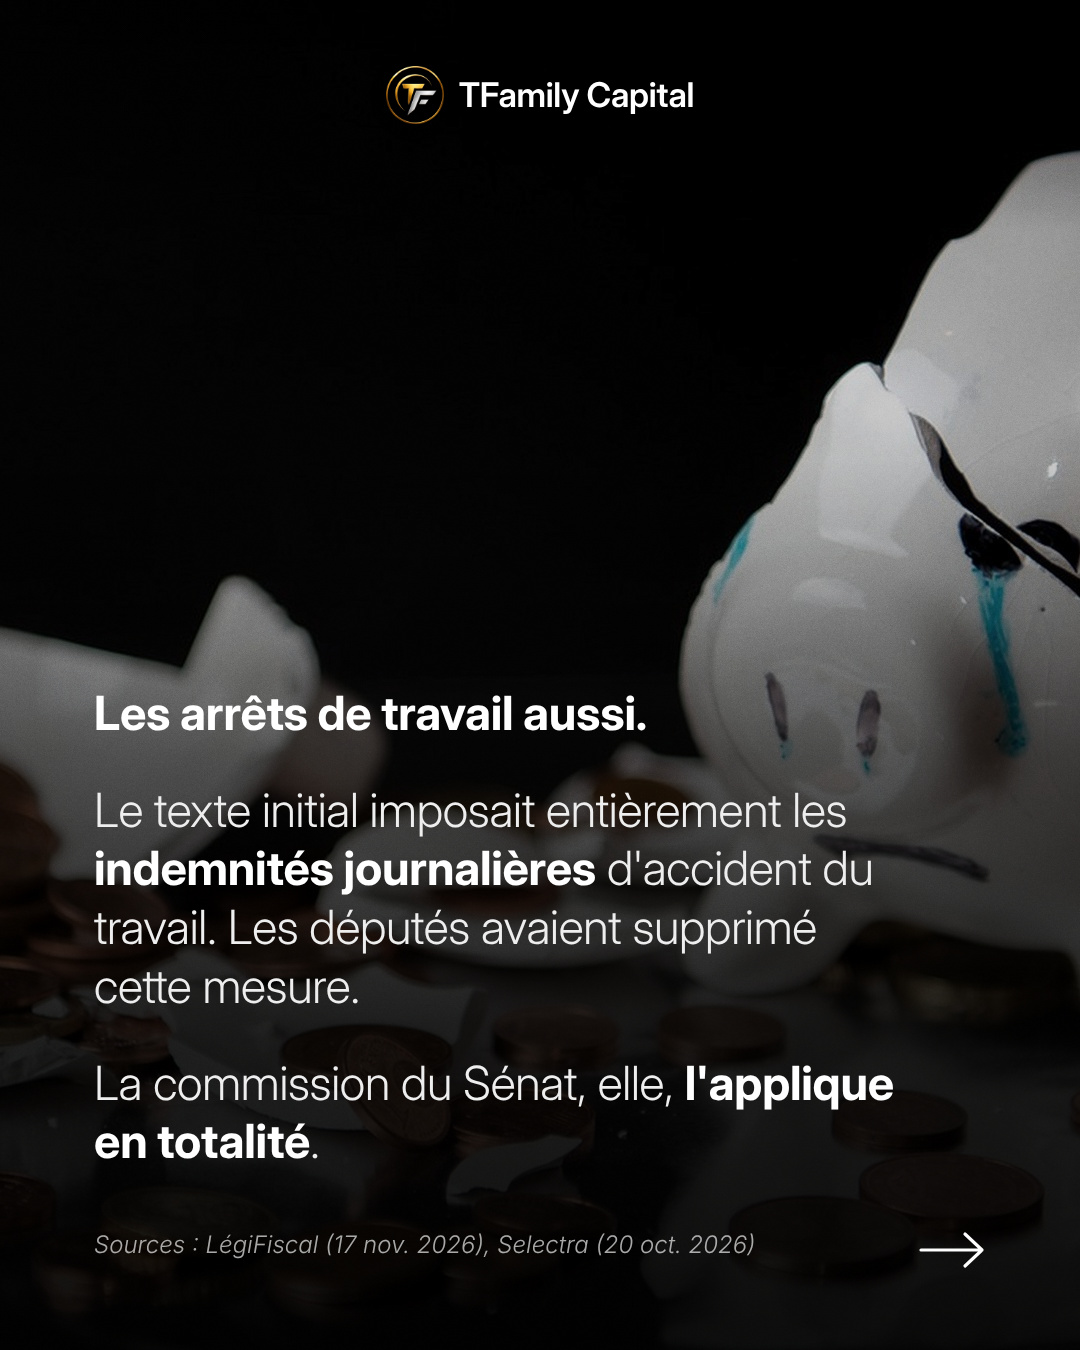 TFamily Capital
Les arrêts de travail aussi.
Le texte initial imposait entièrement les
indemnités journalières d'accident du
travail. Les députés avaient supprimé
cette mesure.
La commission du Sénat, elle, l'applique
en totalité.
Sources : LégiFiscal (17 nov. 2026), Selectra (20 oct. 2026)